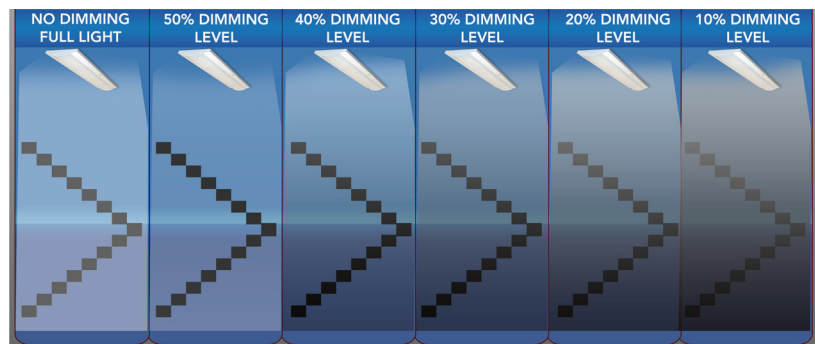 NO DIMMING
FULL LIGHT
50% DIMMING
LEVEL
40% DIMMING
LEVEL
30% DIMMING
LEVEL
20% DIMMING
LEVEL
10% DIMMING
LEVEL